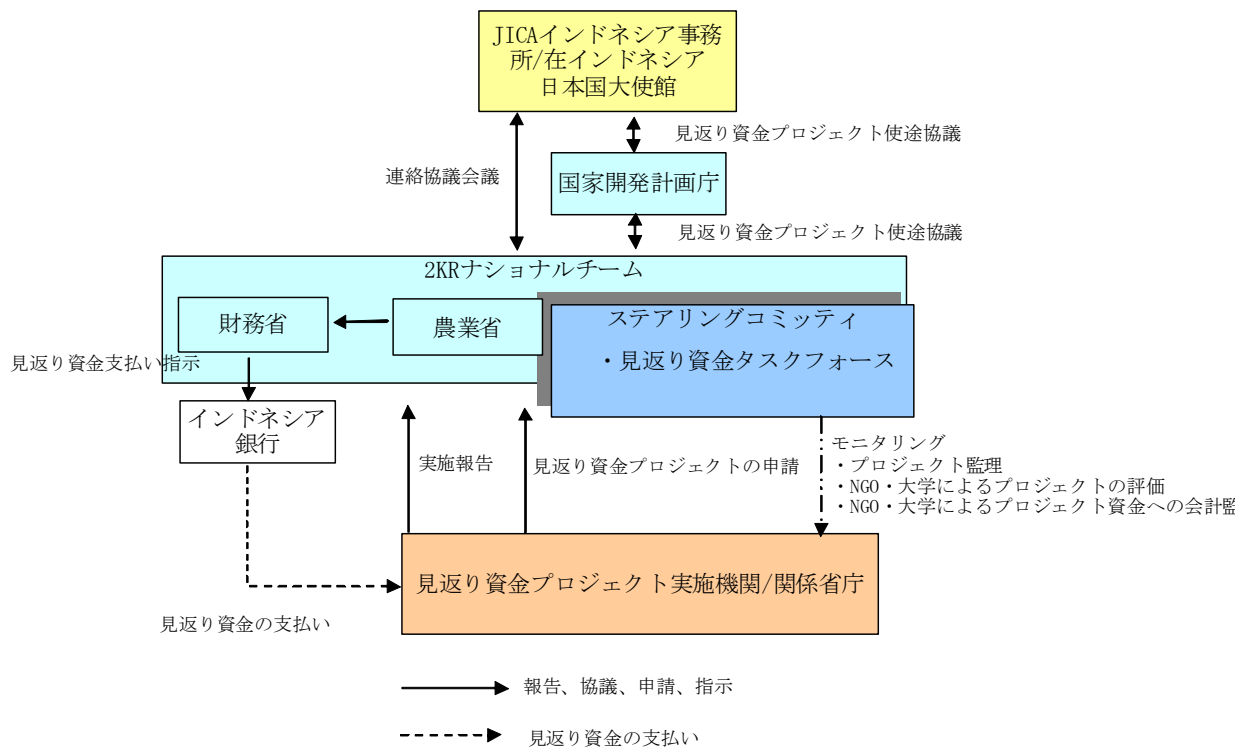 JICAインドネシア事務
所/在インドネシア
日本国大使館
見返り資金プロジェクト使途協議
連絡協議会議
国家開発計画庁
見返り資金プロジェクト使途協議
2KRナショナルチーム
財務省
農業省
ステアリングコミッティ
・見返り資金タスクフォース
見返り資金支払い指示
インドネシア
銀行
実施報告
見返り資金プロジェクトの申請
モニタリング
・プロジェクト監理
・NGO・大学によるプロジェクトの評価
・NGO・大学によるプロジェクト資金への会計監
見返り資金プロジェクト実施機関/関係省庁
見返り資金の支払い
報告、協議、申請、指示
見返り資金の支払い